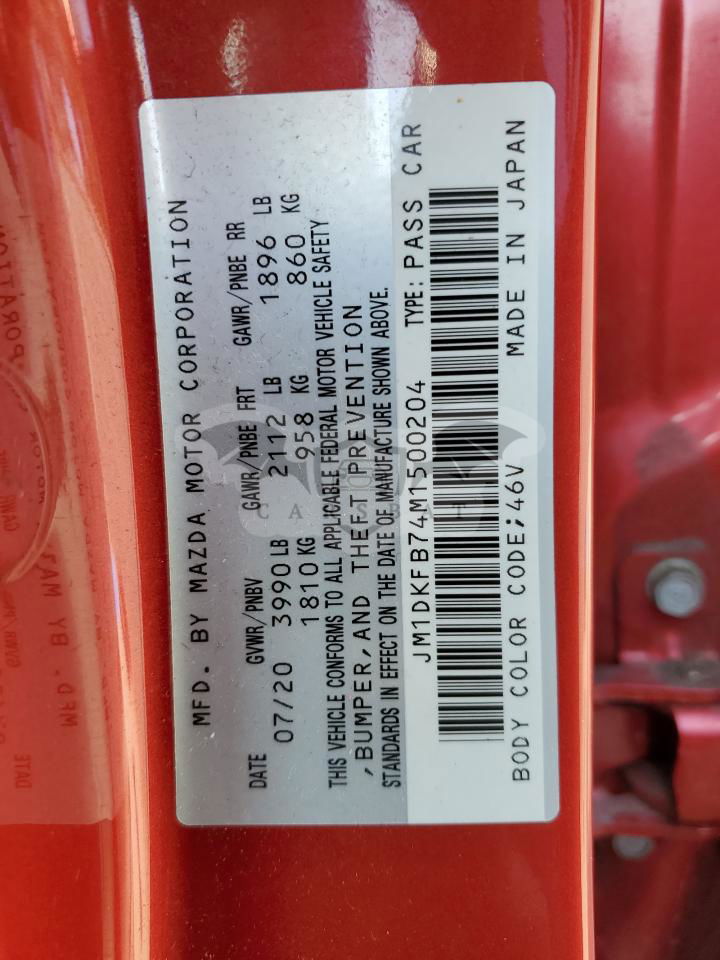 MFD. BY MAZDA MOTOR CORPORATION
DATE GVWR/PNBV GAWR/PNBE FRT GAWR/PNBE RR
07/20 3990 LB 2112 LB 1896 LB
1810 KG 958 KG 860 KG
THIS VEHICLE CONFORMS TO ALL APPLICABLE FEDERAL MOTOR VEHICLE SAFETY
,BUMPER,AND THEFT PREVENTION
STANDARDS IN EFFECT ON THE DATE OF MANUFACTURE SHOWN ABOVE.
JM1DKFB74M1500204 TYPE: PASS CAR
BODY COLOR CODE;46V MADE IN JAPAN
CARSBAT